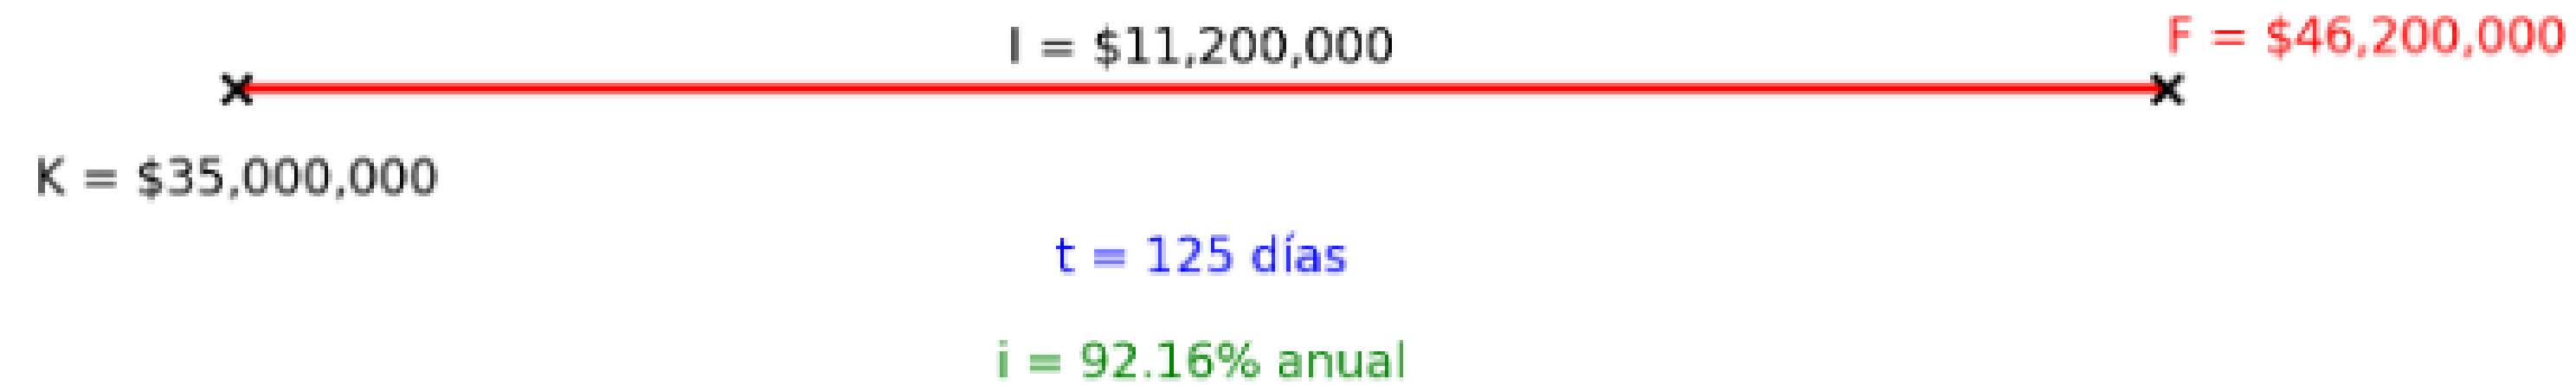 I = $11,200,000
F = $46,200,000
K = $35,000,000
t = 125 días
i = 92.16% anual